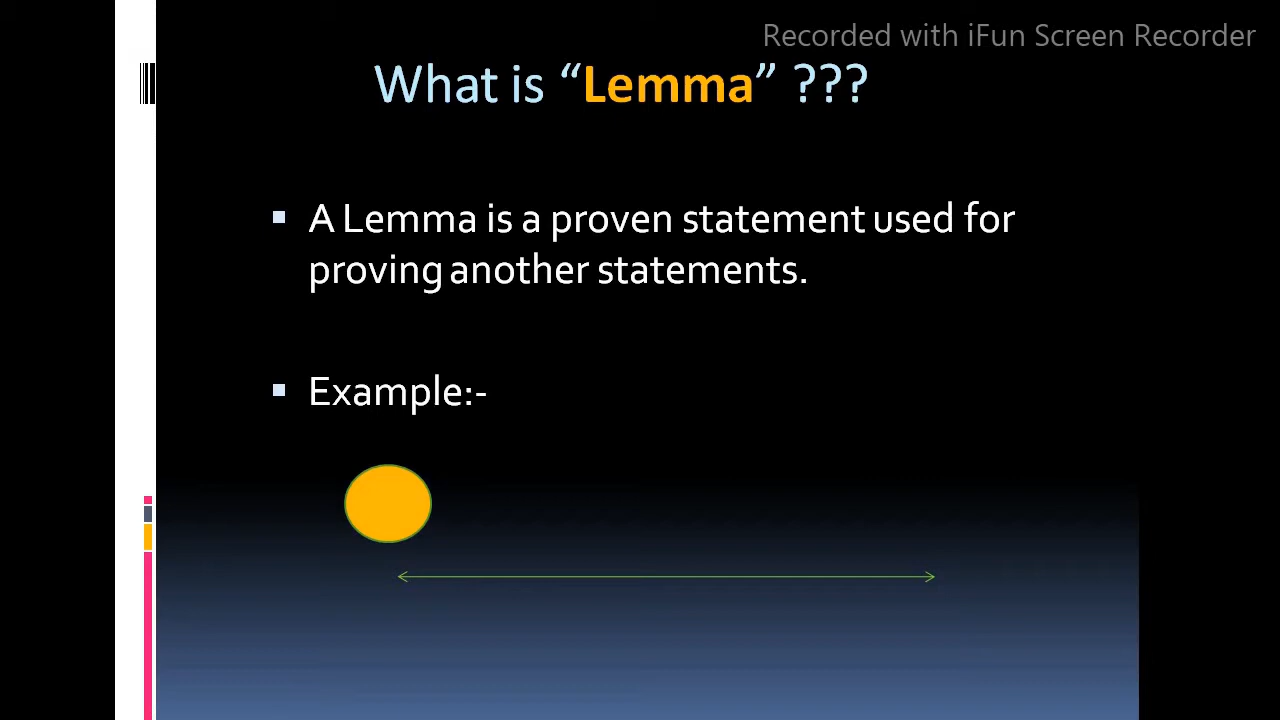 Recorded with iFun Screen Recorder
What is “Lemma” ???
A Lemma is a proven statement used for
proving another statements.
Example:-